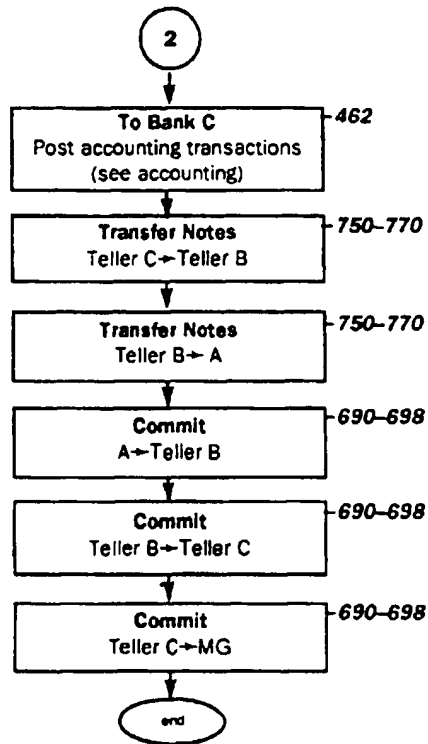 2
To Bank C
Post accounting transactions
(see accounting)
462
Transfer Notes
Teller C→Teller B
750–770
Transfer Notes
Teller B→A
750–770
Commit
A→Teller B
690–698
Commit
Teller B→Teller C
690–698
Commit
Teller C→MG
690–698
end